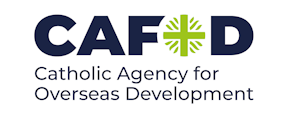 CAFOD
Catholic Agency for
Overseas Development